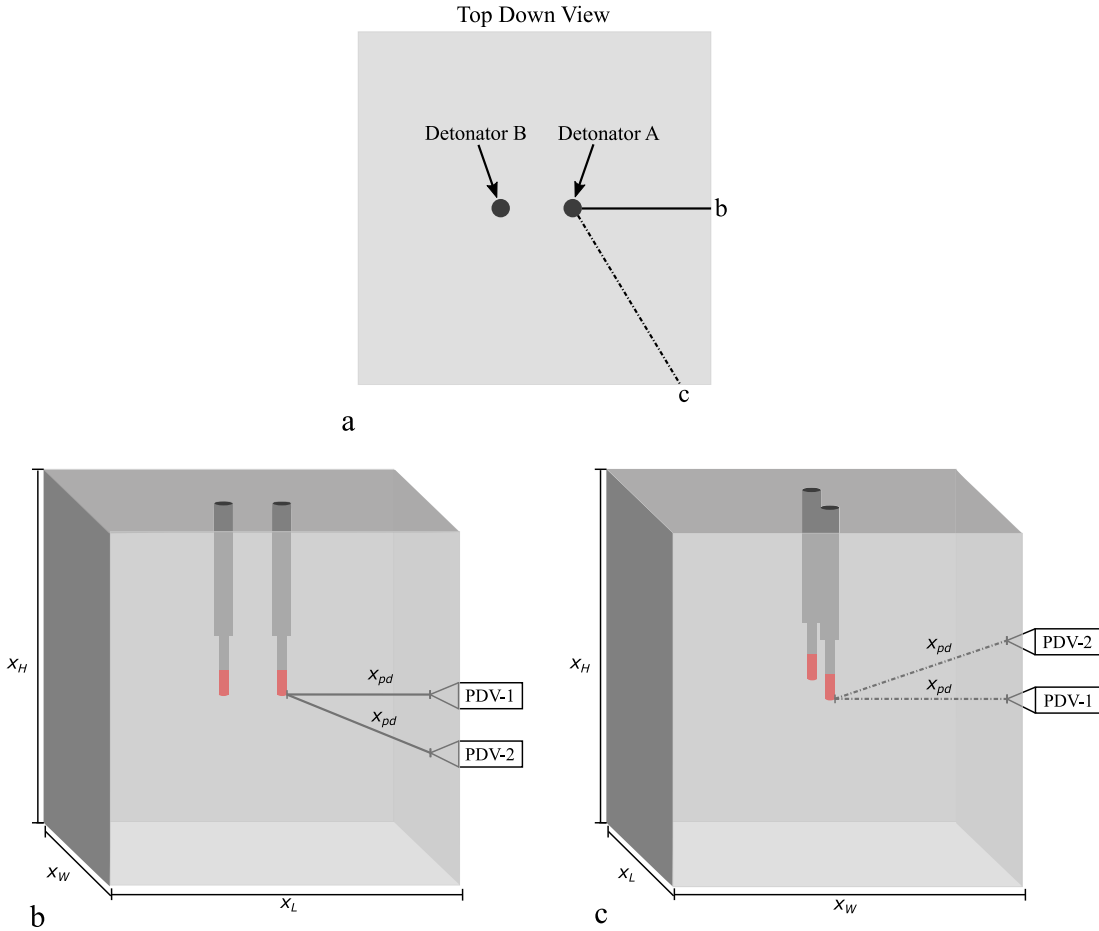 Top Down View
Detonator B
Detonator A
b
c
a
x_H
x_pd
PDV-1
x_pd
PDV-2
x_W
x_L
b
x_H
x_pd
PDV-2
x_pd
PDV-1
x_L
x_W
c